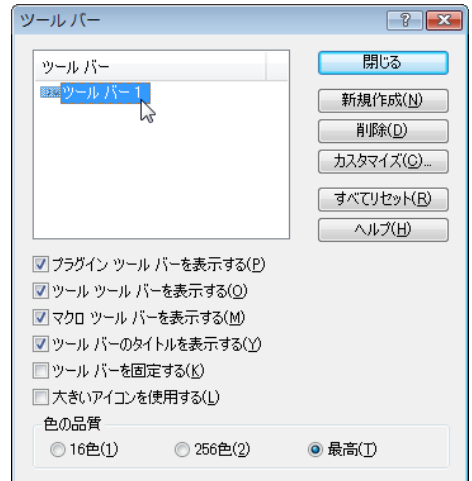 ツール バー
ツール バー
ツール バー 1
閉じる
新規作成(N)
削除(D)
カスタマイズ(C)...
すべてリセット(R)
ヘルプ(H)
プラグイン ツール バーを表示する(P)
ツール ツール バーを表示する(O)
マクロ ツール バーを表示する(M)
ツール バーのタイトルを表示する(Y)
ツール バーを固定する(K)
大きいアイコンを使用する(L)
色の品質
16色(1) 256色(2) 最高(T)